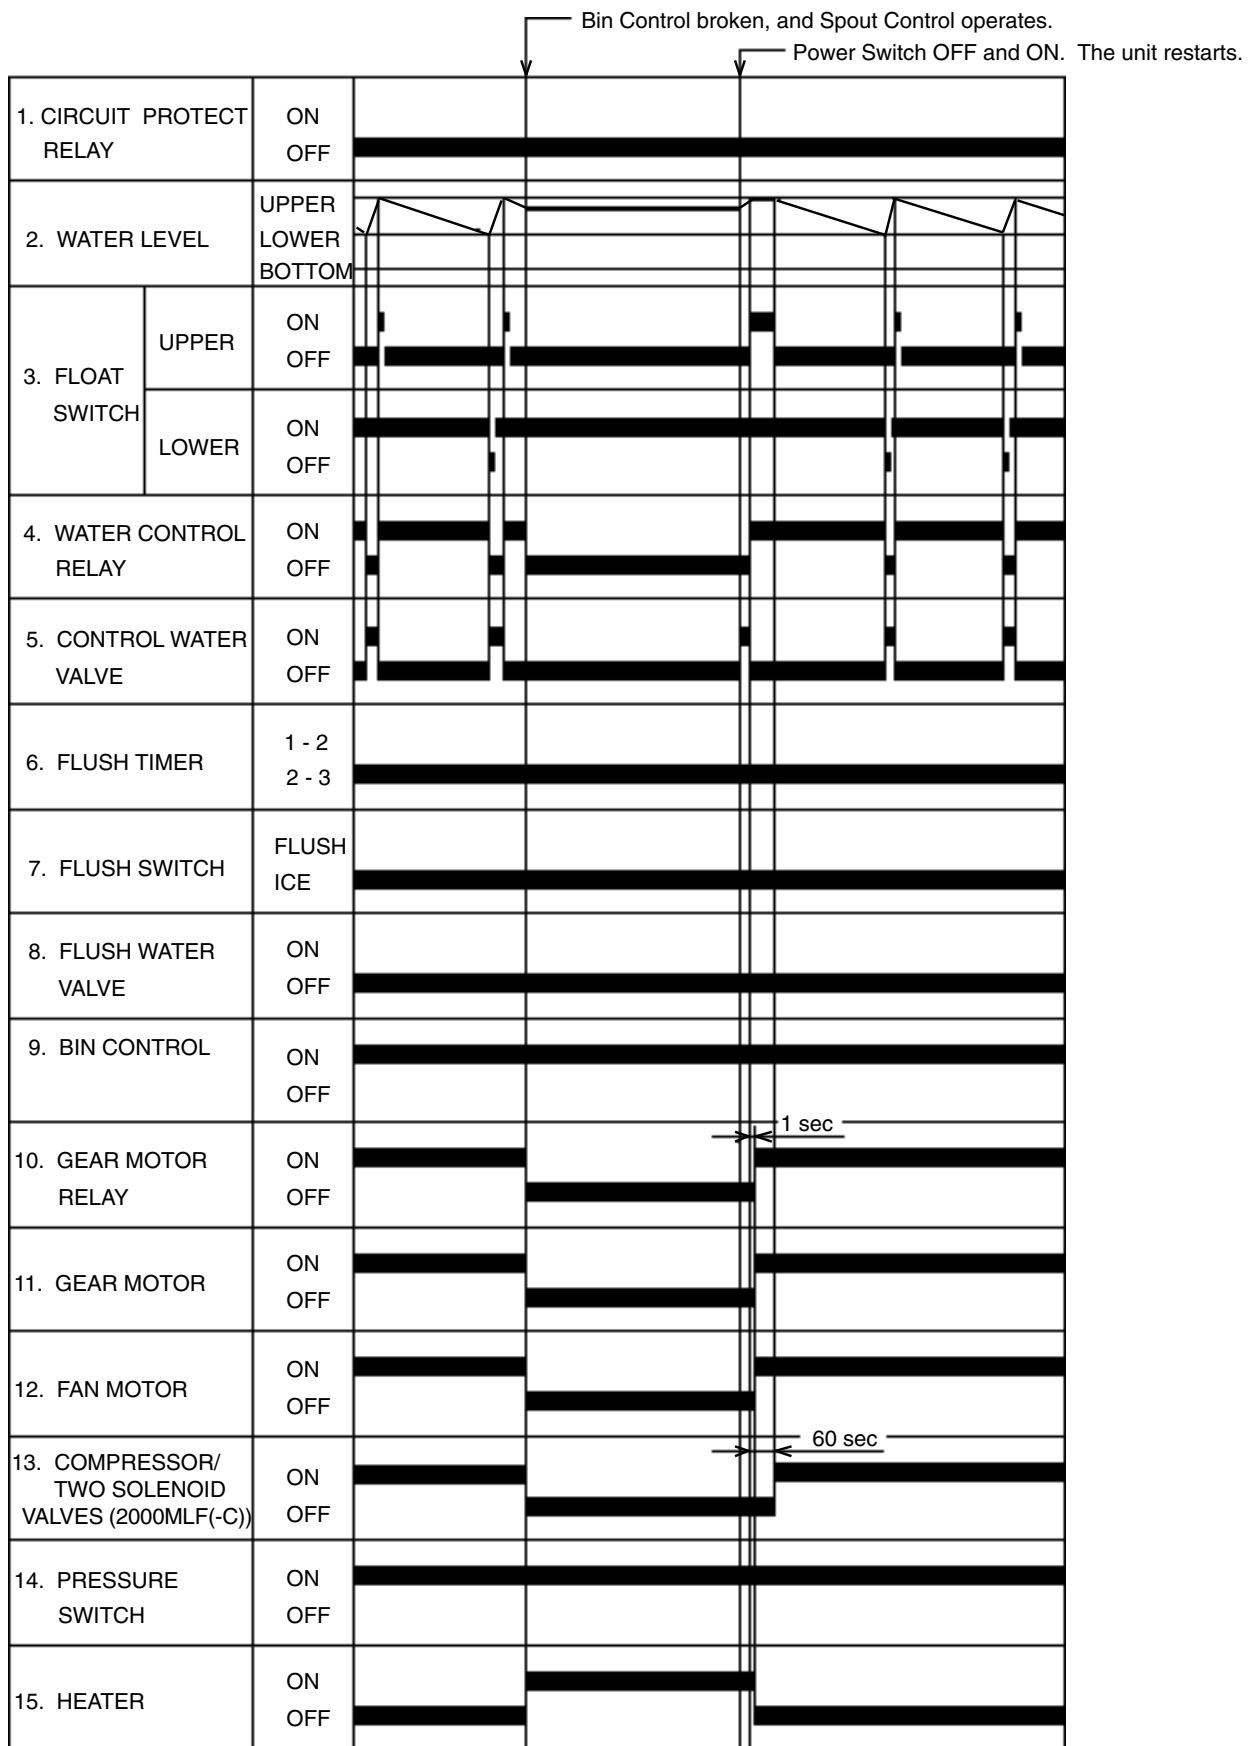 Bin Control broken, and Spout Control operates.
Power Switch OFF and ON. The unit restarts.
1. CIRCUIT PROTECT
RELAY
ON
OFF
2. WATER LEVEL
UPPER
LOWER
BOTTOM
3. FLOAT
SWITCH
UPPER
ON
OFF
LOWER
ON
OFF
4. WATER CONTROL
RELAY
ON
OFF
5. CONTROL WATER
VALVE
ON
OFF
6. FLUSH TIMER
1 - 2
2 - 3
7. FLUSH SWITCH
FLUSH
ICE
8. FLUSH WATER
VALVE
ON
OFF
9. BIN CONTROL
ON
OFF
1 sec
10. GEAR MOTOR
RELAY
ON
OFF
11. GEAR MOTOR
ON
OFF
12. FAN MOTOR
ON
OFF
60 sec
13. COMPRESSOR/
TWO SOLENOID
VALVES (2000MLF(-C))
ON
OFF
14. PRESSURE
SWITCH
ON
OFF
15. HEATER
ON
OFF